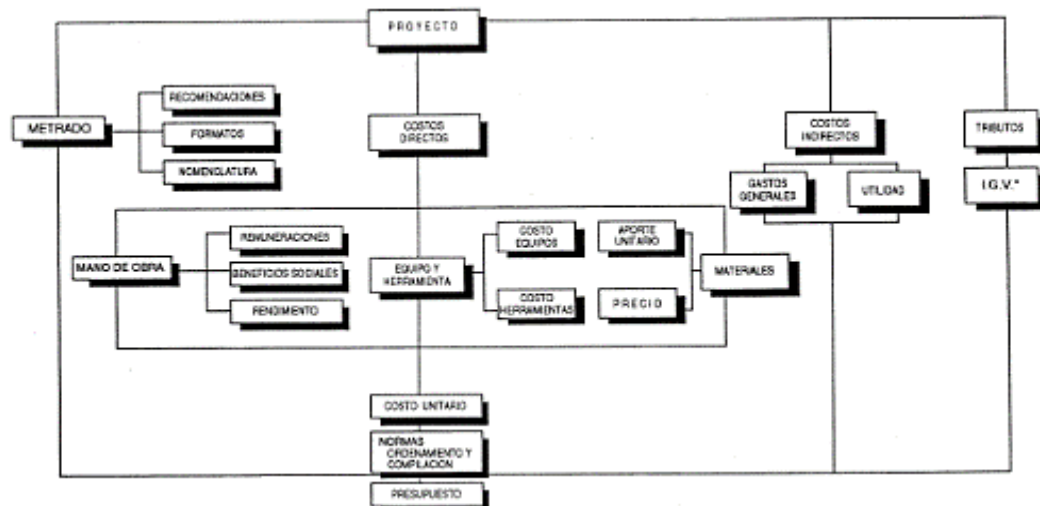 PROYECTO
METRADO
RECOMENDACIONES
FORMATOS
NOMENCLATURA
COSTOS
DIRECTOS
COSTOS
INDIRECTOS
GASTOS
GENERALES
UTILIDAD
TRIBUTOS
I.G.V.*
MANO DE OBRA
REMUNERACIONES
BENEFICIOS SOCIALES
RENDIMIENTO
EQUIPO Y
HERRAMIENTA
COSTO
EQUIPOS
COSTO
HERRAMIENTAS
APORTE
UNITARIO
PRECIO
MATERIALES
COSTO UNITARIO
NORMAS
ORDENAMIENTO Y
COMPILACION
PRESUPUESTO